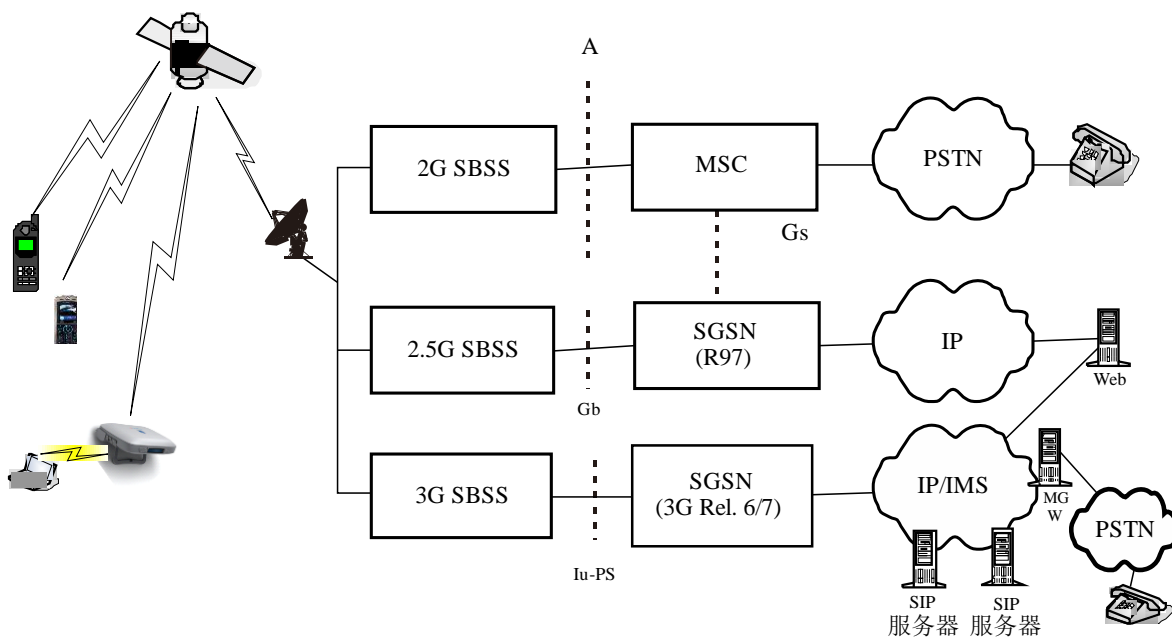 A
2G SBSS
MSC
PSTN
Gs
2.5G SBSS
SGSN
(R97)
IP
Gb
Web
3G SBSS
SGSN
(3G Rel. 6/7)
IP/IMS
MG
W
PSTN
Iu-PS
SIP
服务器
SIP
服务器